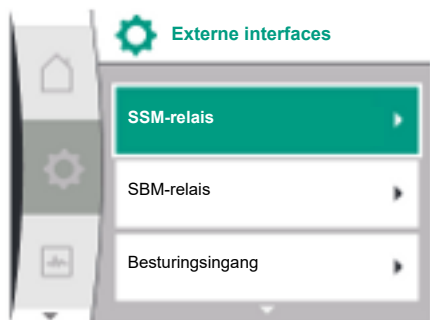 Externe interfaces
SSM-relais
SBM-relais
Besturingsingang